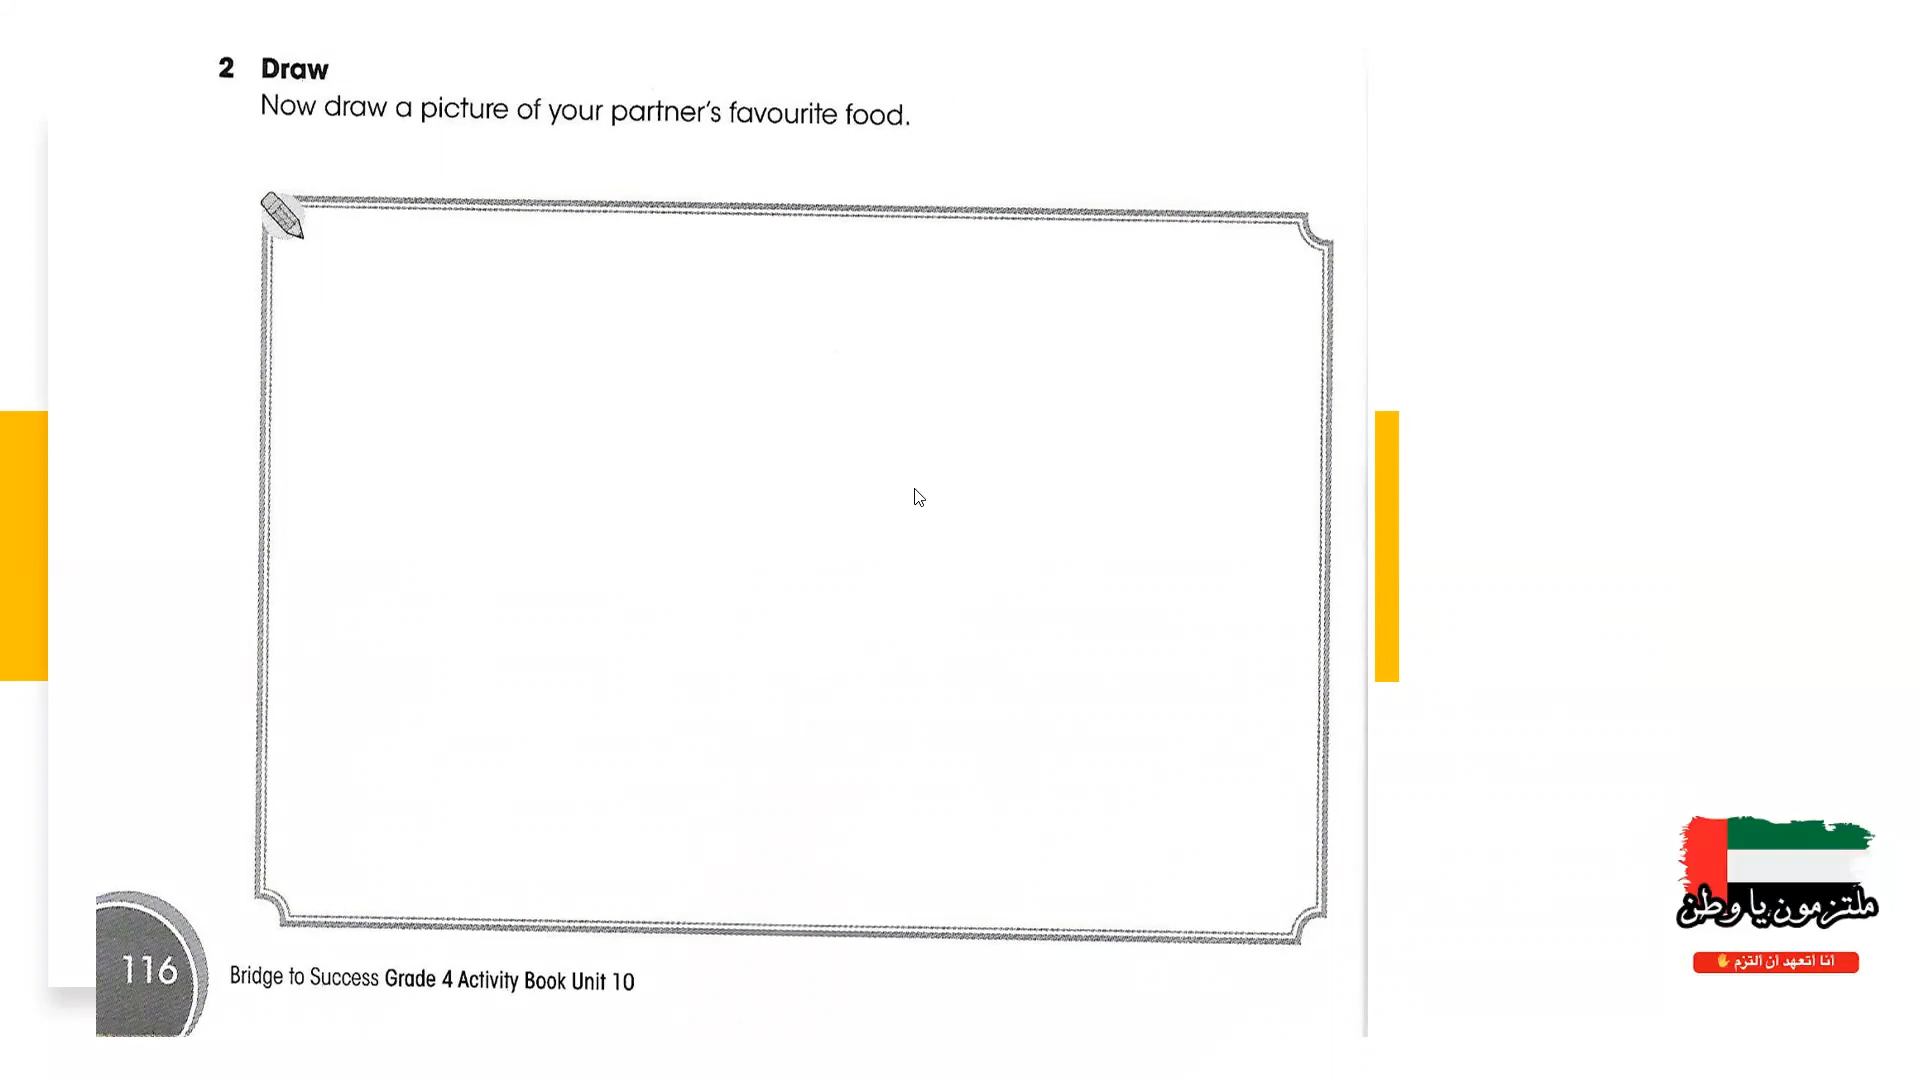 2 Draw
Now draw a picture of your partner's favourite food.
116
Bridge to Success Grade 4 Activity Book Unit 10
ملتزمون يا وطن
أنا أتعهد أن ألتزم